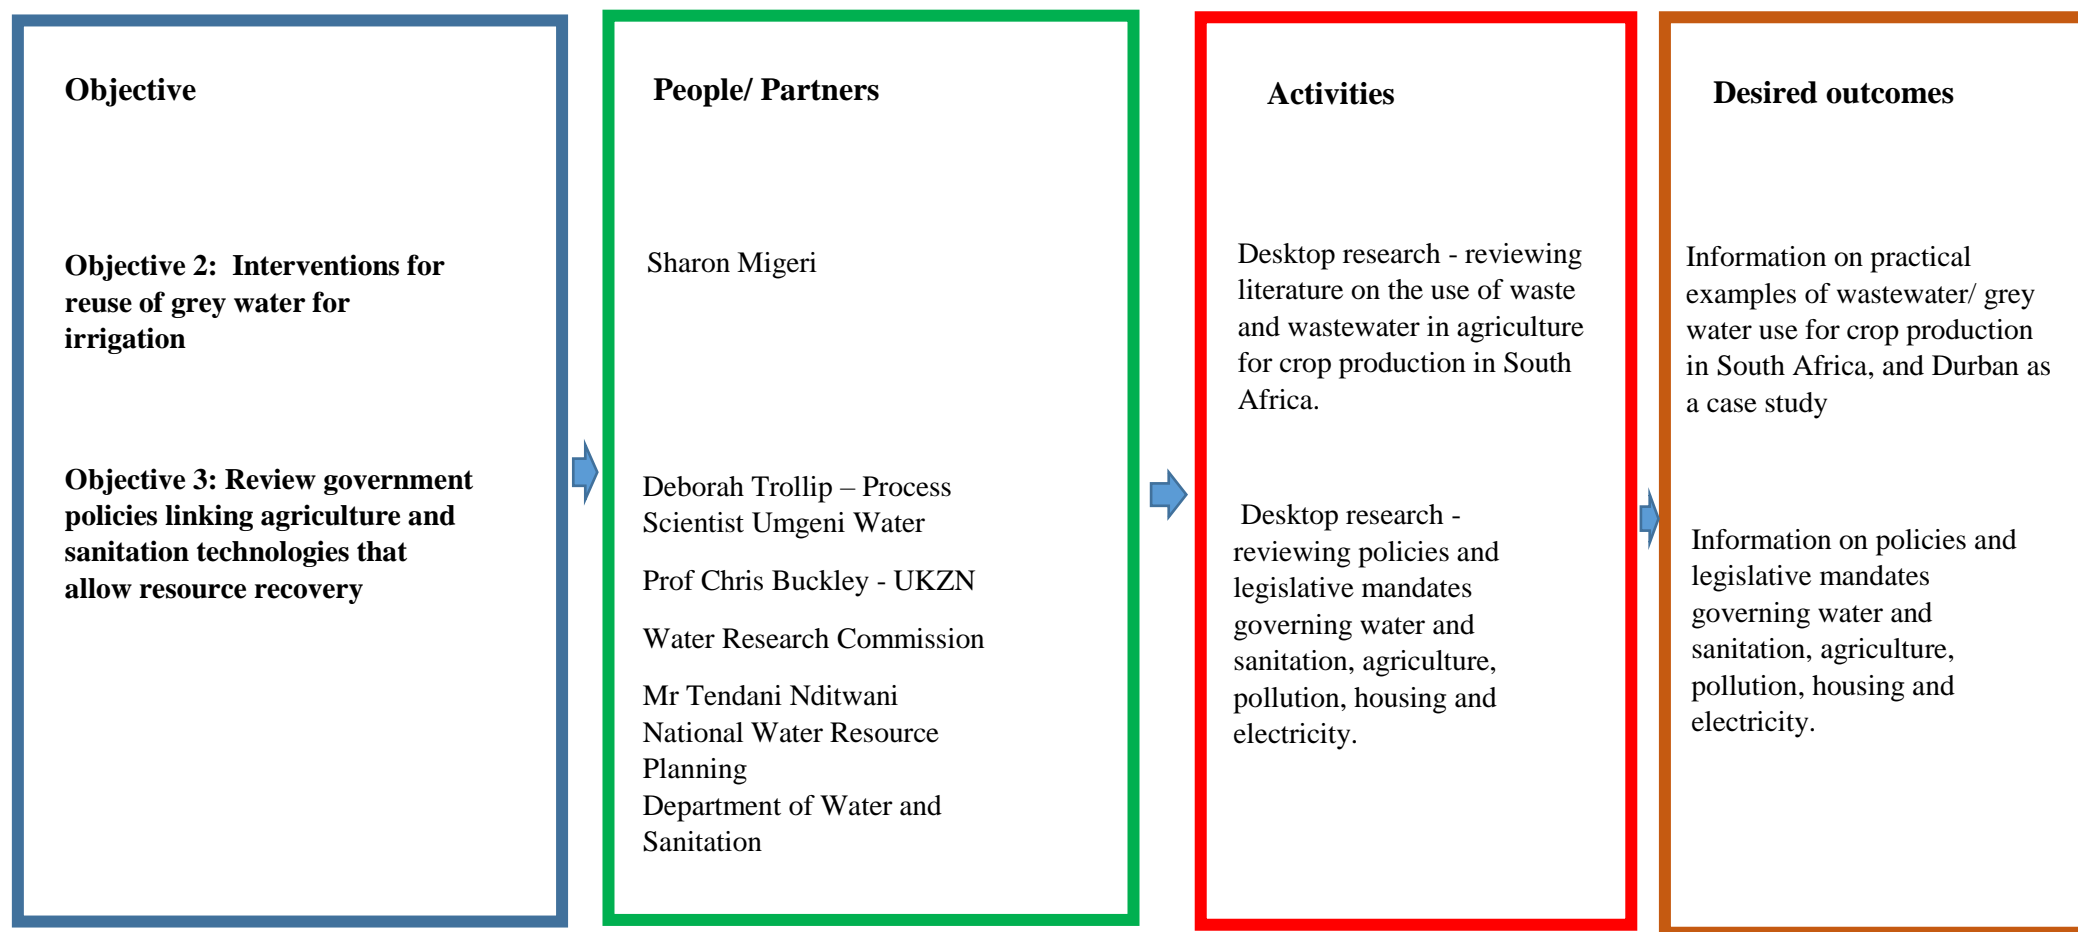 Objective
Objective 2:  Interventions for
reuse of grey water for
irrigation
Objective 3: Review government
policies linking agriculture and
sanitation technologies that
allow resource recovery
People/ Partners
Sharon Migeri
Deborah Trollip – Process
Scientist Umgeni Water
Prof Chris Buckley - UKZN
Water Research Commission
Mr Tendani Nditwani
National Water Resource
Planning
Department of Water and
Sanitation
Activities
Desktop research - reviewing
literature on the use of waste
and wastewater in agriculture
for crop production in South
Africa.
Desktop research -
reviewing policies and
legislative mandates
governing water and
sanitation, agriculture,
pollution, housing and
electricity.
Desired outcomes
Information on practical
examples of wastewater/ grey
water use for crop production
in South Africa, and Durban as
a case study
Information on policies and
legislative mandates
governing water and
sanitation, agriculture,
pollution, housing and
electricity.